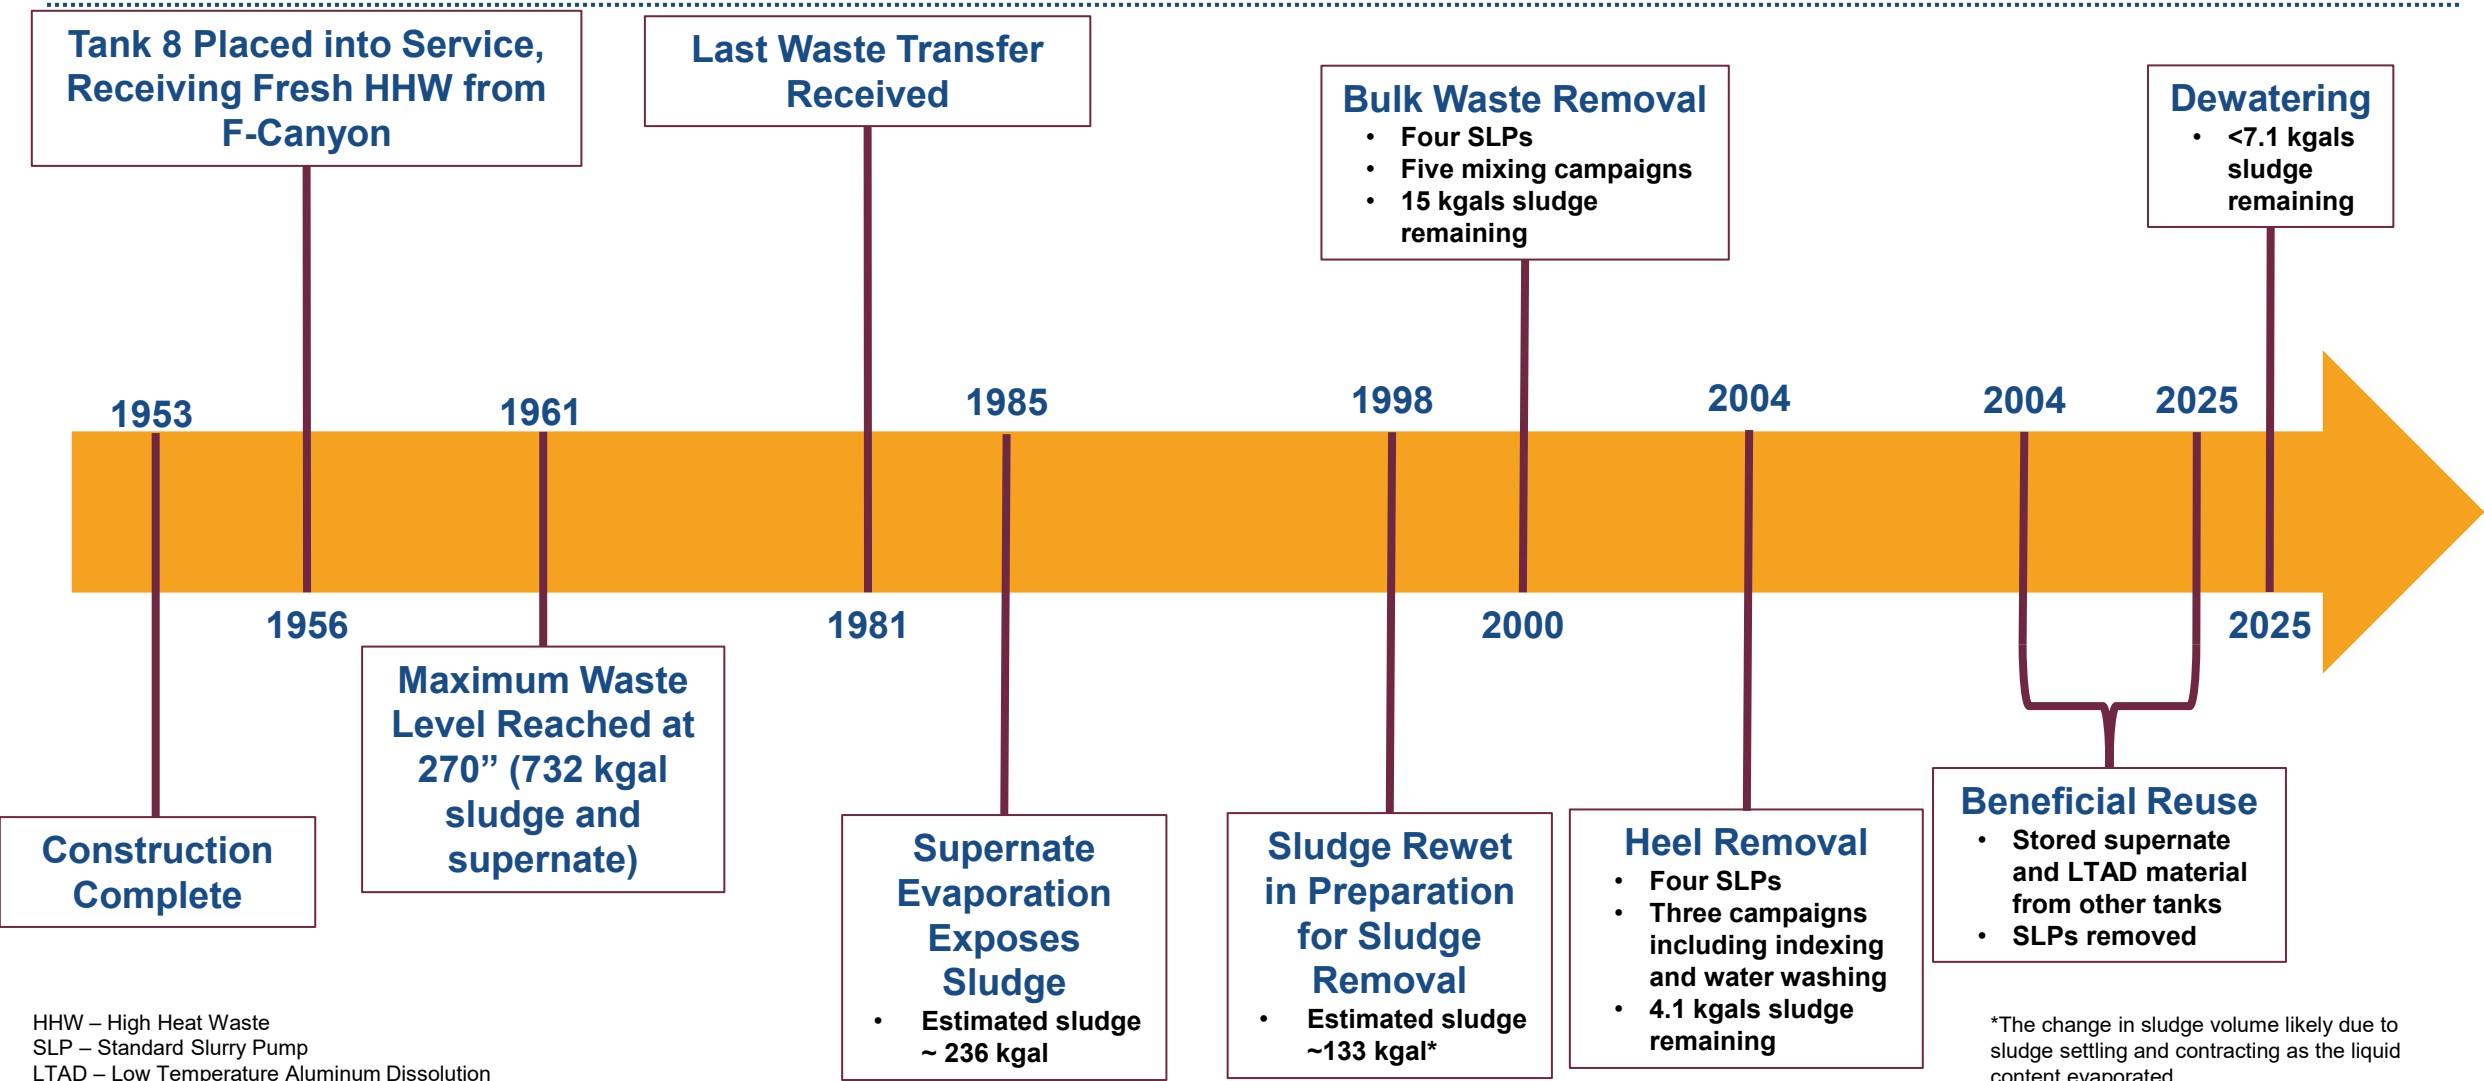 Tank 8 Placed into Service,
Receiving Fresh HHW from
F-Canyon
Last Waste Transfer
Received
Bulk Waste Removal
• Four SLPs
• Five mixing campaigns
• 15 kgals sludge
remaining
Dewatering
• <7.1 kgals
sludge
remaining
1953
1961
1985
1998
2004
2004
2025
1956
1981
2000
2025
Construction
Complete
Maximum Waste
Level Reached at
270” (732 kgal
sludge and
supernate)
Supernate
Evaporation
Exposes
Sludge
• Estimated sludge
~ 236 kgal
Sludge Rewet
in Preparation
for Sludge
Removal
• Estimated sludge
~133 kgal*
Heel Removal
• Four SLPs
• Three campaigns
including indexing
and water washing
• 4.1 kgals sludge
remaining
Beneficial Reuse
• Stored supernate
and LTAD material
from other tanks
• SLPs removed
HHW – High Heat Waste
SLP – Standard Slurry Pump
LTAD – Low Temperature Aluminum Dissolution
*The change in sludge volume likely due to
sludge settling and contracting as the liquid
content evaporated